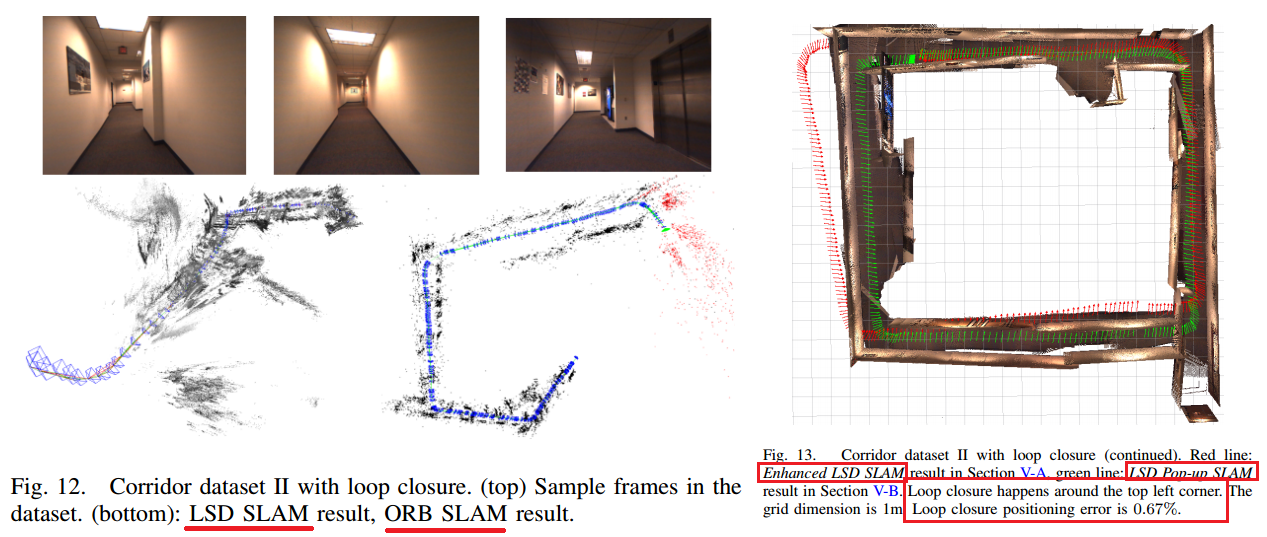 Fig. 12. Corridor dataset II with loop closure. (top) Sample frames in the
dataset. (bottom): LSD SLAM result, ORB SLAM result.
Fig. 13. Corridor dataset II with loop closure (continued). Red line:
Enhanced LSD SLAM result in Section V-A, green line: LSD Pop-up SLAM
result in Section V-B. Loop closure happens around the top left corner. The
grid dimension is 1m. Loop closure positioning error is 0.67%.